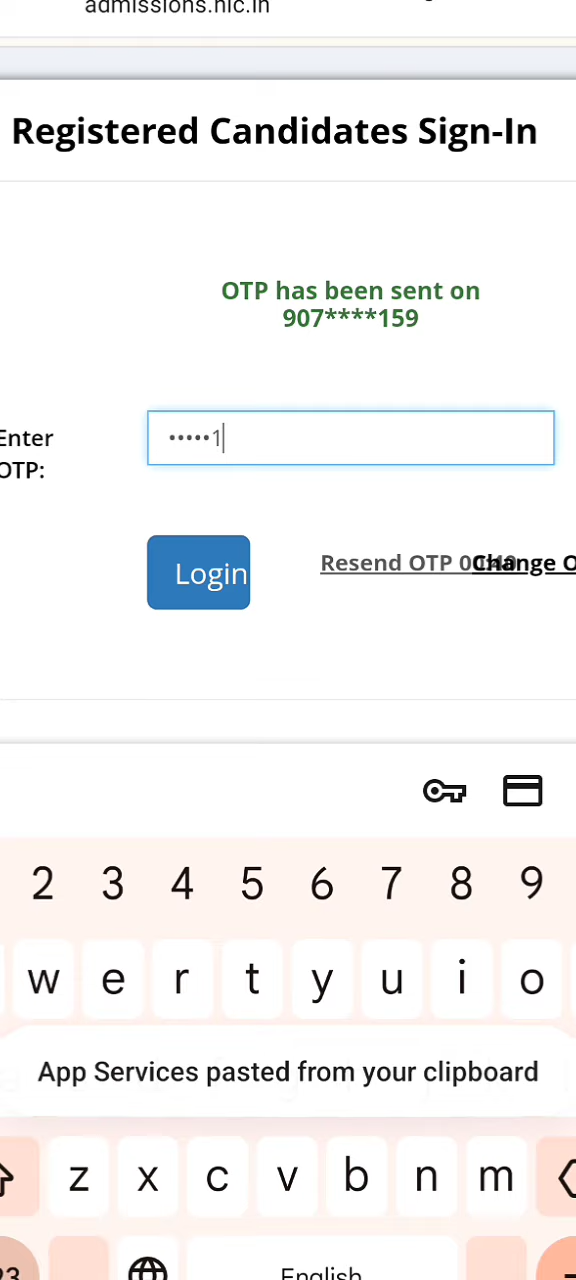 admissions.nic.in
Registered Candidates Sign-In
OTP has been sent on
907****159
Enter
OTP:
•••••1
Login
Resend OTP
Change O
2 3 4 5 6 7 8 9
w e r t y u i o
App Services pasted from your clipboard
z x c v b n m
23
English